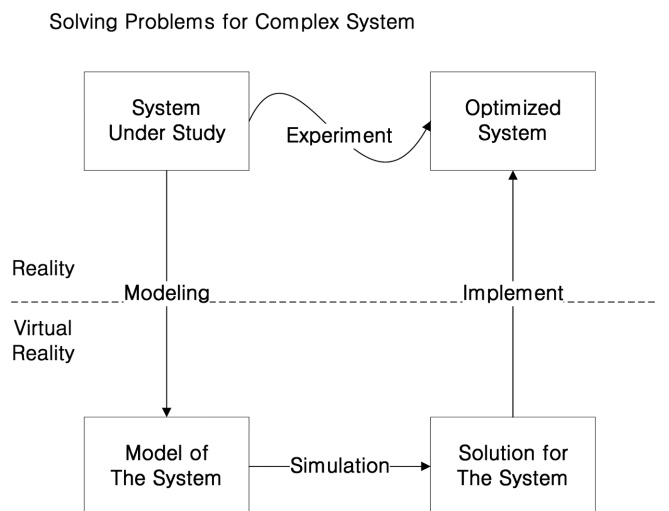 Solving Problems for Complex System
System
Under Study
Experiment
Optimized
System
Reality
Modeling
Implement
Virtual
Reality
Model of
The System
Simulation
Solution for
The System